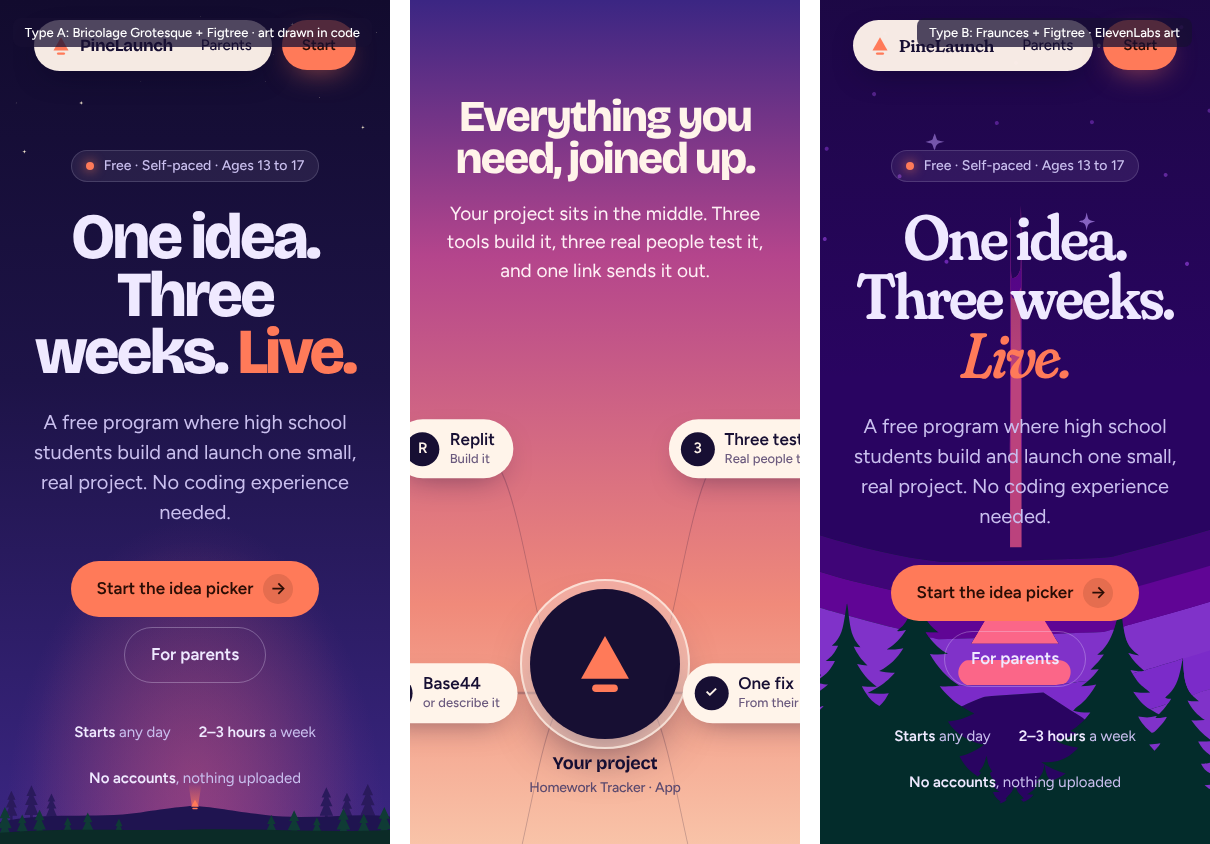 Type A: Bricolage Grotesque + Figtree · art drawn in code
PineLaunch Parents Start
Free · Self-paced · Ages 13 to 17
One idea.
Three
weeks. Live.
A free program where high school
students build and launch one small,
real project. No coding experience
needed.
Start the idea picker
For parents
Starts any day 2–3 hours a week
No accounts, nothing uploaded
Everything you
need, joined up.
Your project sits in the middle. Three
tools build it, three real people test it,
and one link sends it out.
R Replit
Build it
3 Three test
Real people t
Base44
or describe it
One fix
From their
Your project
Homework Tracker · App
Type B: Fraunces + Figtree · ElevenLabs art
PineLaunch Parents Start
Free · Self-paced · Ages 13 to 17
One idea.
Three weeks.
Live.
A free program where high school
students build and launch one small,
real project. No coding experience
needed.
Start the idea picker
For parents
Starts any day 2–3 hours a week
No accounts, nothing uploaded